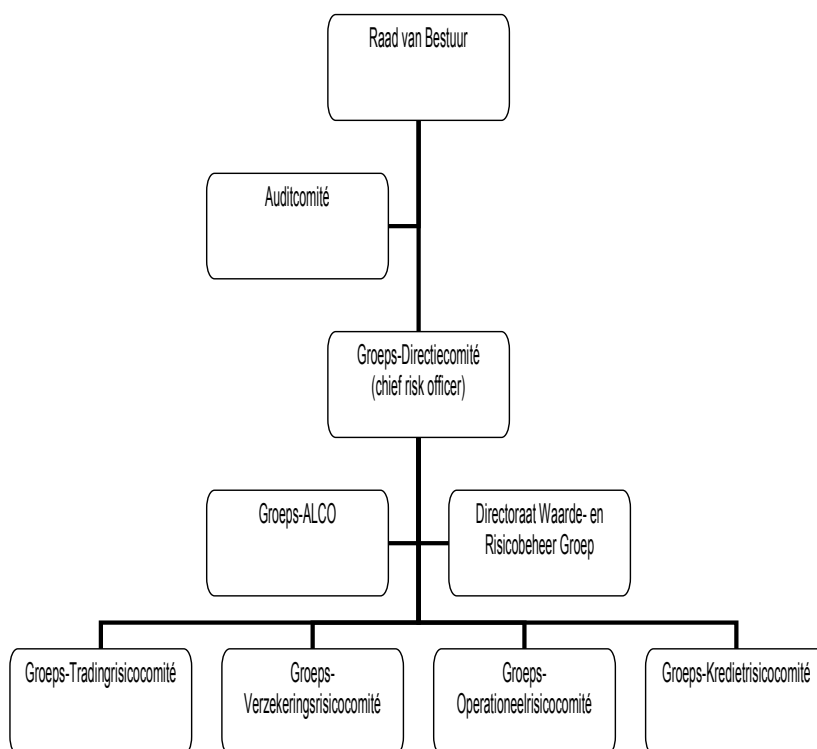 Raad van Bestuur
Auditcomité
Groeps-Directiecomité
(chief risk officer)
Groeps-ALCO
Directoraat Waarde- en
Risicobeheer Groep
Groeps-Tradingrisicocomité
Groeps-
Verzekeringsrisicocomité
Groeps-
Operationeelrisicocomité
Groeps-Kredietrisicocomité